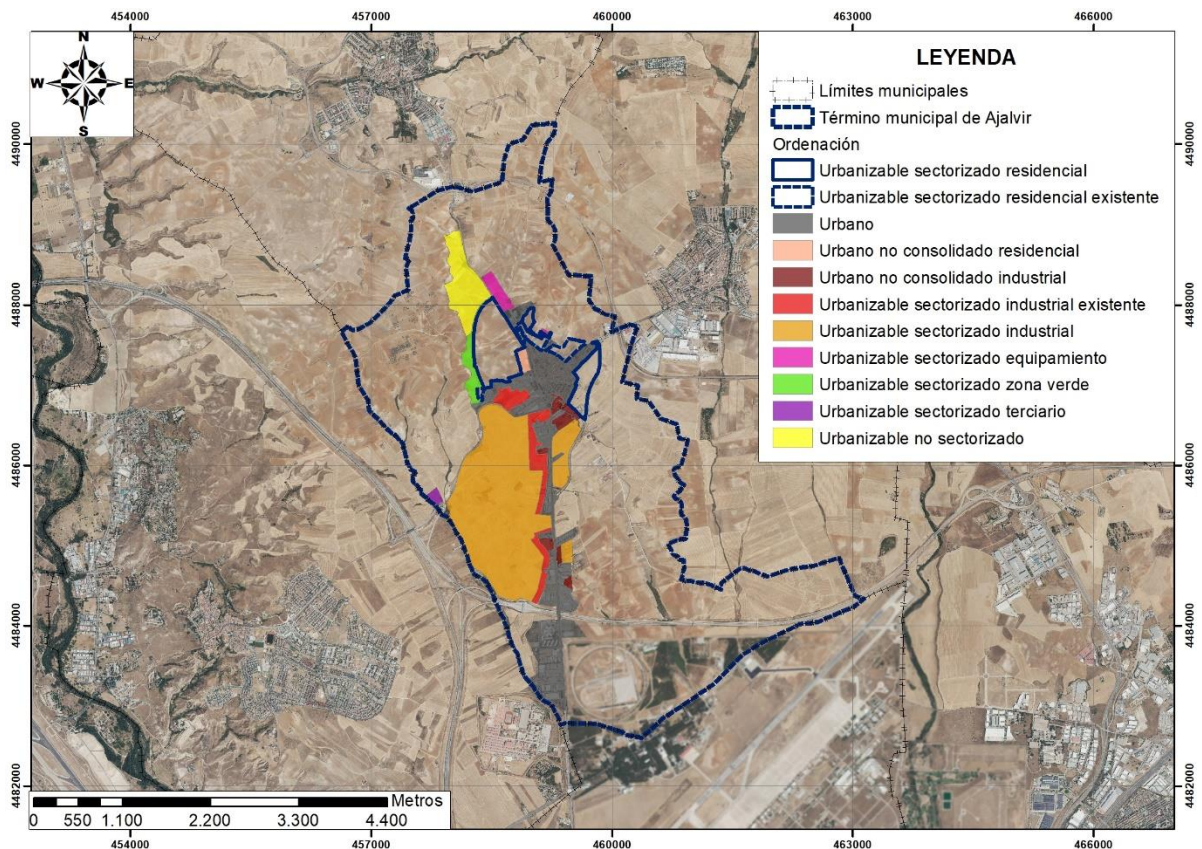 454000 457000 460000 463000 466000
N
W E
S
LEYENDA
Límites municipales
Término municipal de Ajalvir
Ordenación
Urbanizable sectorizado residencial
Urbanizable sectorizado residencial existente
Urbano
Urbano no consolidado residencial
Urbano no consolidado industrial
Urbanizable sectorizado industrial existente
Urbanizable sectorizado industrial
Urbanizable sectorizado equipamiento
Urbanizable sectorizado zona verde
Urbanizable sectorizado terciario
Urbanizable no sectorizado
4490000 4490000
4488000 4488000
4486000 4486000
4484000 4484000
4482000 4482000
Metros
0 550 1.100 2.200 3.300 4.400
454000 457000 460000 463000 466000